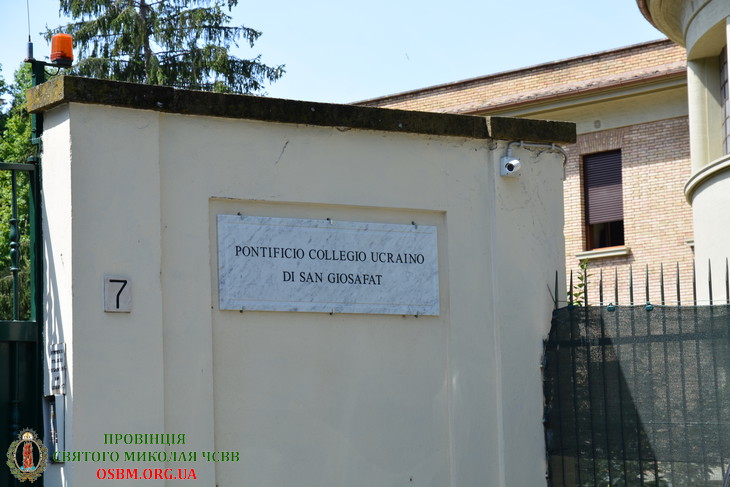 PONTIFICIO COLLEGIO UCRAINO
DI SAN GIOSAFAT
7
ПРОВІНЦІЯ
СВЯТОГО МИКОЛАЯ ЧСВВ
OSBM.ORG.UA